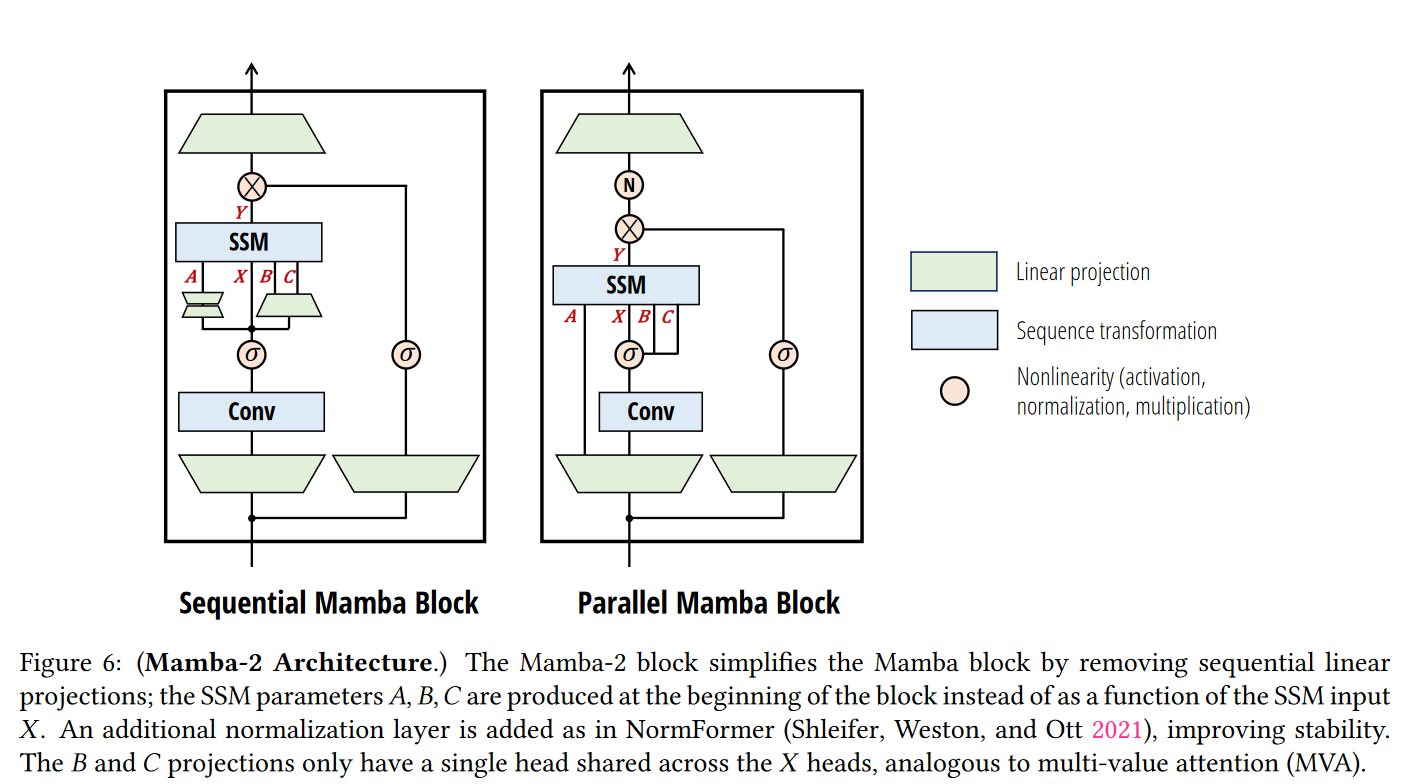 N
Y
Y
SSM
SSM
A X B C
A X B C
σ
σ
σ
σ
Conv
Conv
Linear projection
Sequence transformation
Nonlinearity (activation,
normalization, multiplication)
Sequential Mamba Block
Parallel Mamba Block
Figure 6: (Mamba-2 Architecture.) The Mamba-2 block simplifies the Mamba block by removing sequential linear
projections; the SSM parameters A, B, C are produced at the beginning of the block instead of as a function of the SSM input
X. An additional normalization layer is added as in NormFormer (Shleifer, Weston, and Ott 2021), improving stability.
The B and C projections only have a single head shared across the X heads, analogous to multi-value attention (MVA).